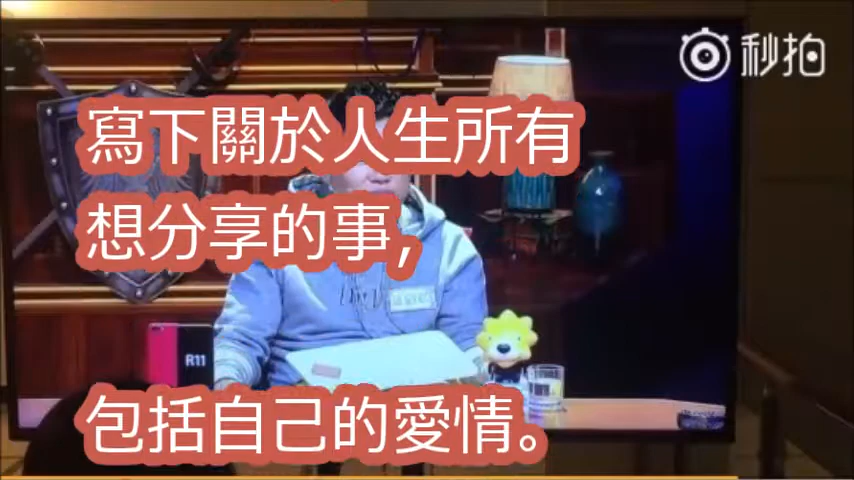 秒拍
寫下關於人生所有
想分享的事,
R11
包括自己的愛情。